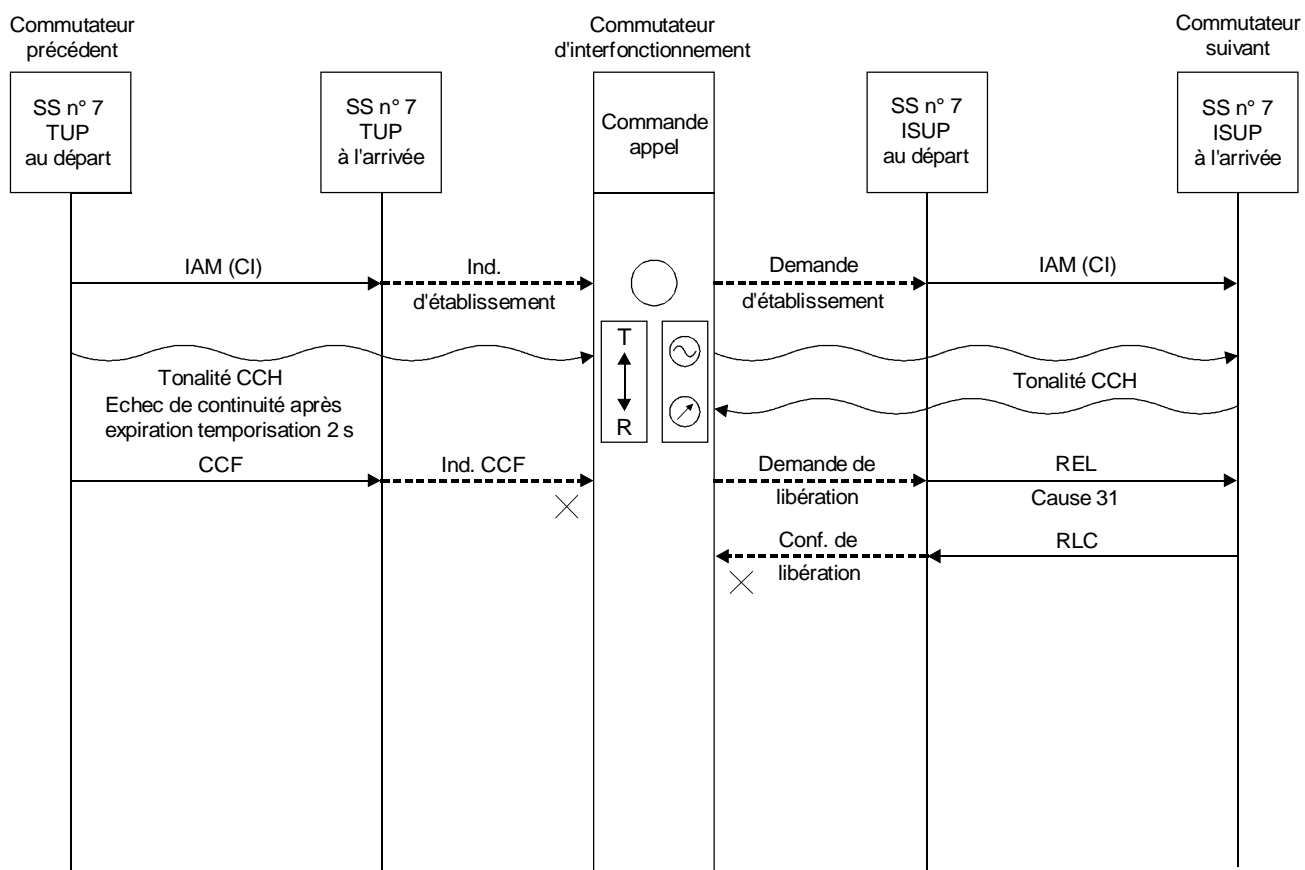 Commutateur
précédent
Commutateur
d'interfonctionnement
Commutateur
suivant
SS n° 7
TUP
au départ
SS n° 7
TUP
à l'arrivée
Commande
appel
SS n° 7
ISUP
au départ
SS n° 7
ISUP
à l'arrivée
IAM (CI)
Ind.
d'établissement
Demande
d'établissement
IAM (CI)
T
R
Tonalité CCH
Echec de continuité après
expiration temporisation 2 s
Tonalité CCH
CCF
Ind. CCF
Demande de
libération
REL
Cause 31
Conf. de
libération
RLC